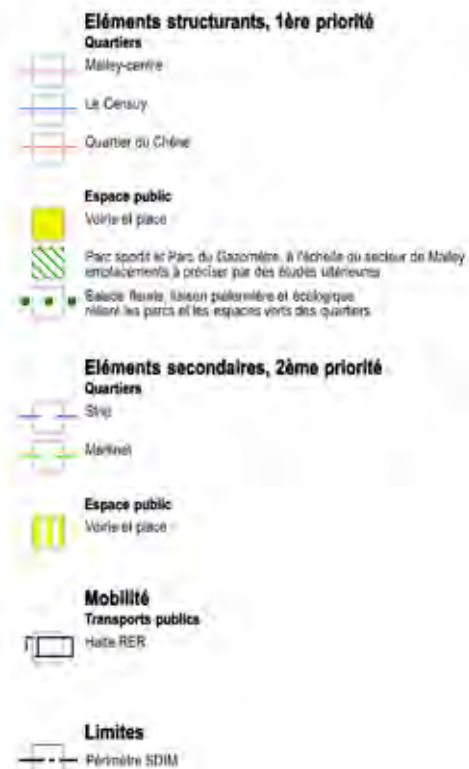 Eléments structurants, 1ère priorité
Quartiers
Malley-centre
Le Censuy
Quartier du Chêne
Espace public
Voirie et place
Parc sportif et Parc du Gazomètre, à l'échelle du secteur de Malley
emplacements à préciser par des études ultérieures
Balade fleurie, liaison piétonnière et écologique
reliant les parcs et les espaces verts des quartiers
Eléments secondaires, 2ème priorité
Quartiers
Strip
Martinet
Espace public
Voirie et place
Mobilité
Transports publics
Halte RER
Limites
Périmètre SDIM